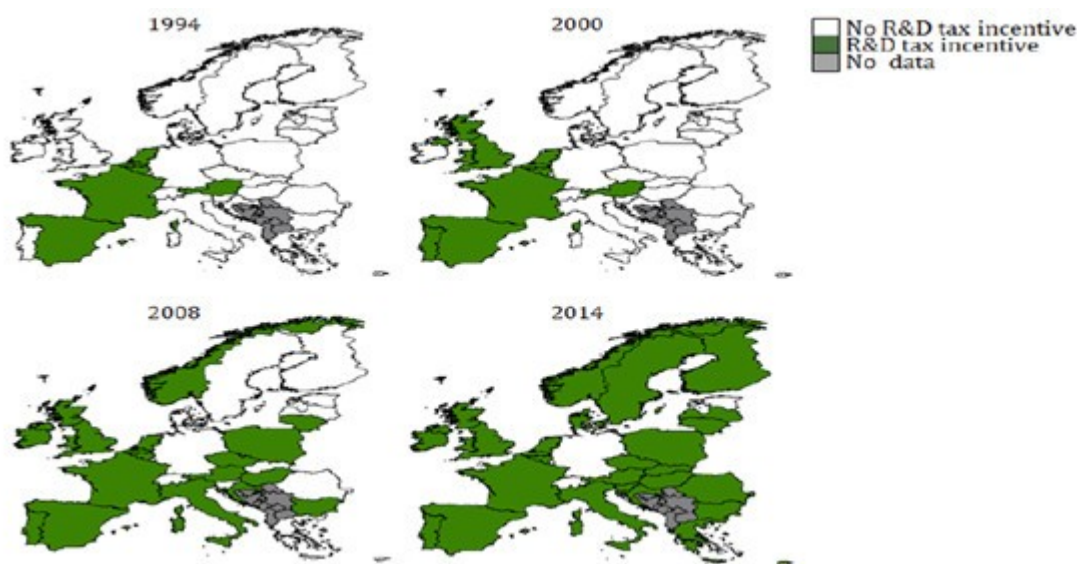 1994
2000
No R&D tax incentive
R&D tax incentive
No data
2008
2014